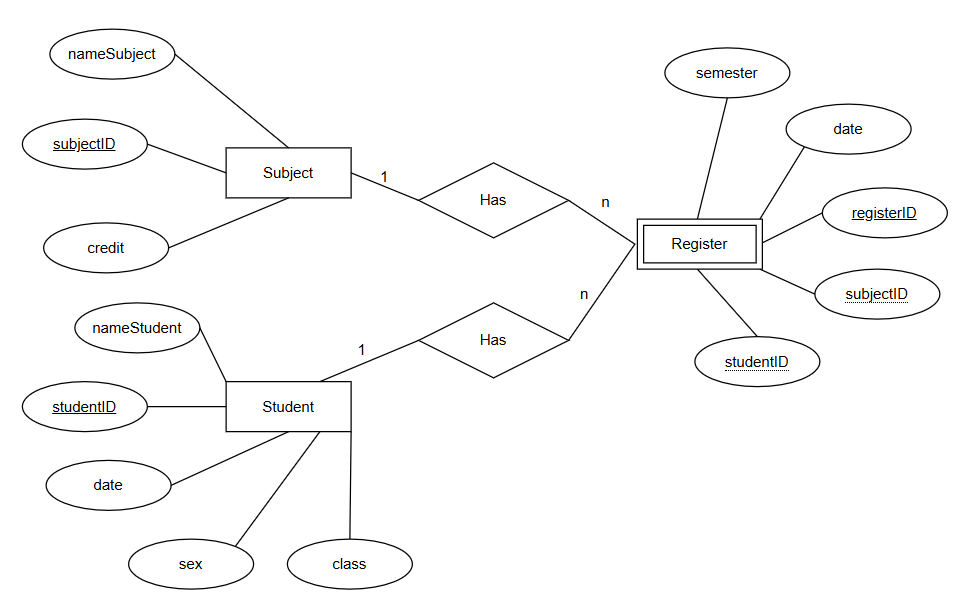 nameSubject
semester
date
subjectID
Subject
1
Has
n
registerID
credit
Register
subjectID
n
nameStudent
Has
1
studentID
studentID
Student
date
sex
class